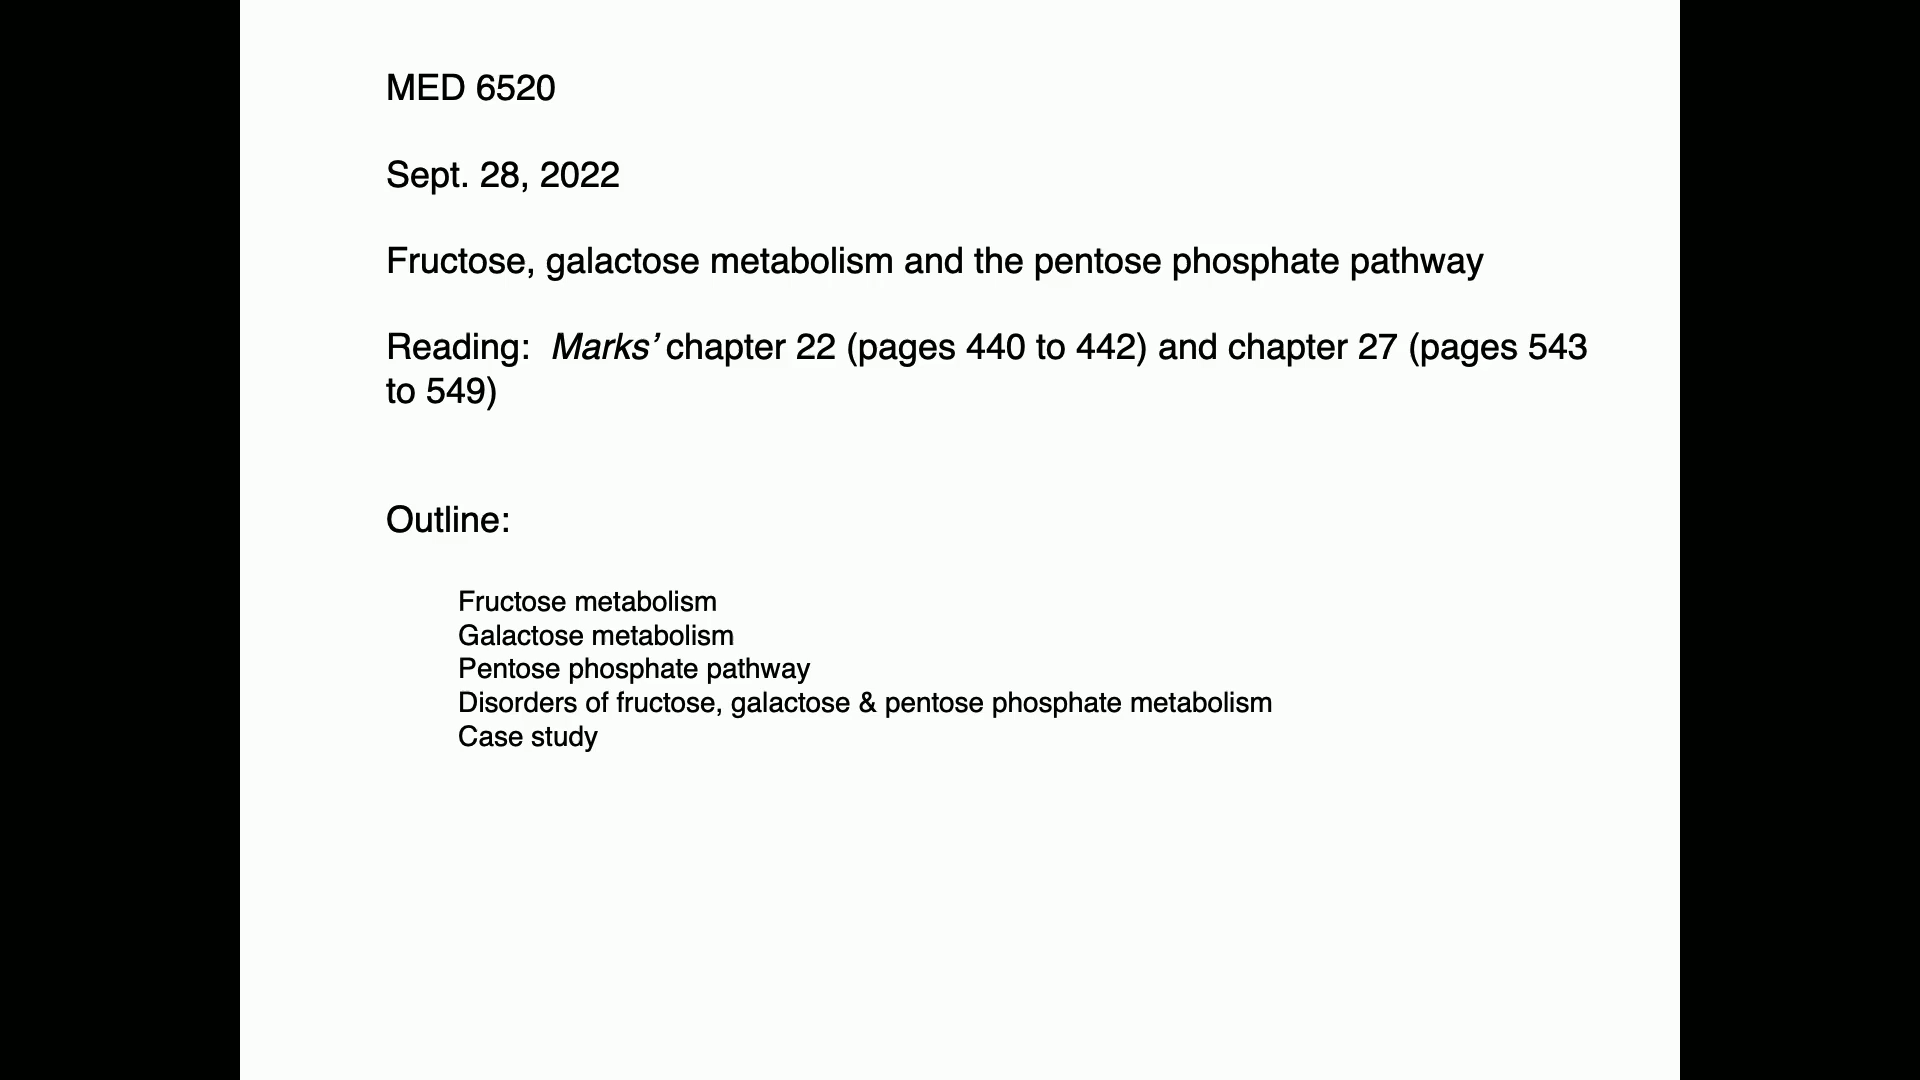 MED 6520
Sept. 28, 2022
Fructose, galactose metabolism and the pentose phosphate pathway
Reading:  Marks’ chapter 22 (pages 440 to 442) and chapter 27 (pages 543
to 549)
Outline:
Fructose metabolism
Galactose metabolism
Pentose phosphate pathway
Disorders of fructose, galactose & pentose phosphate metabolism
Case study